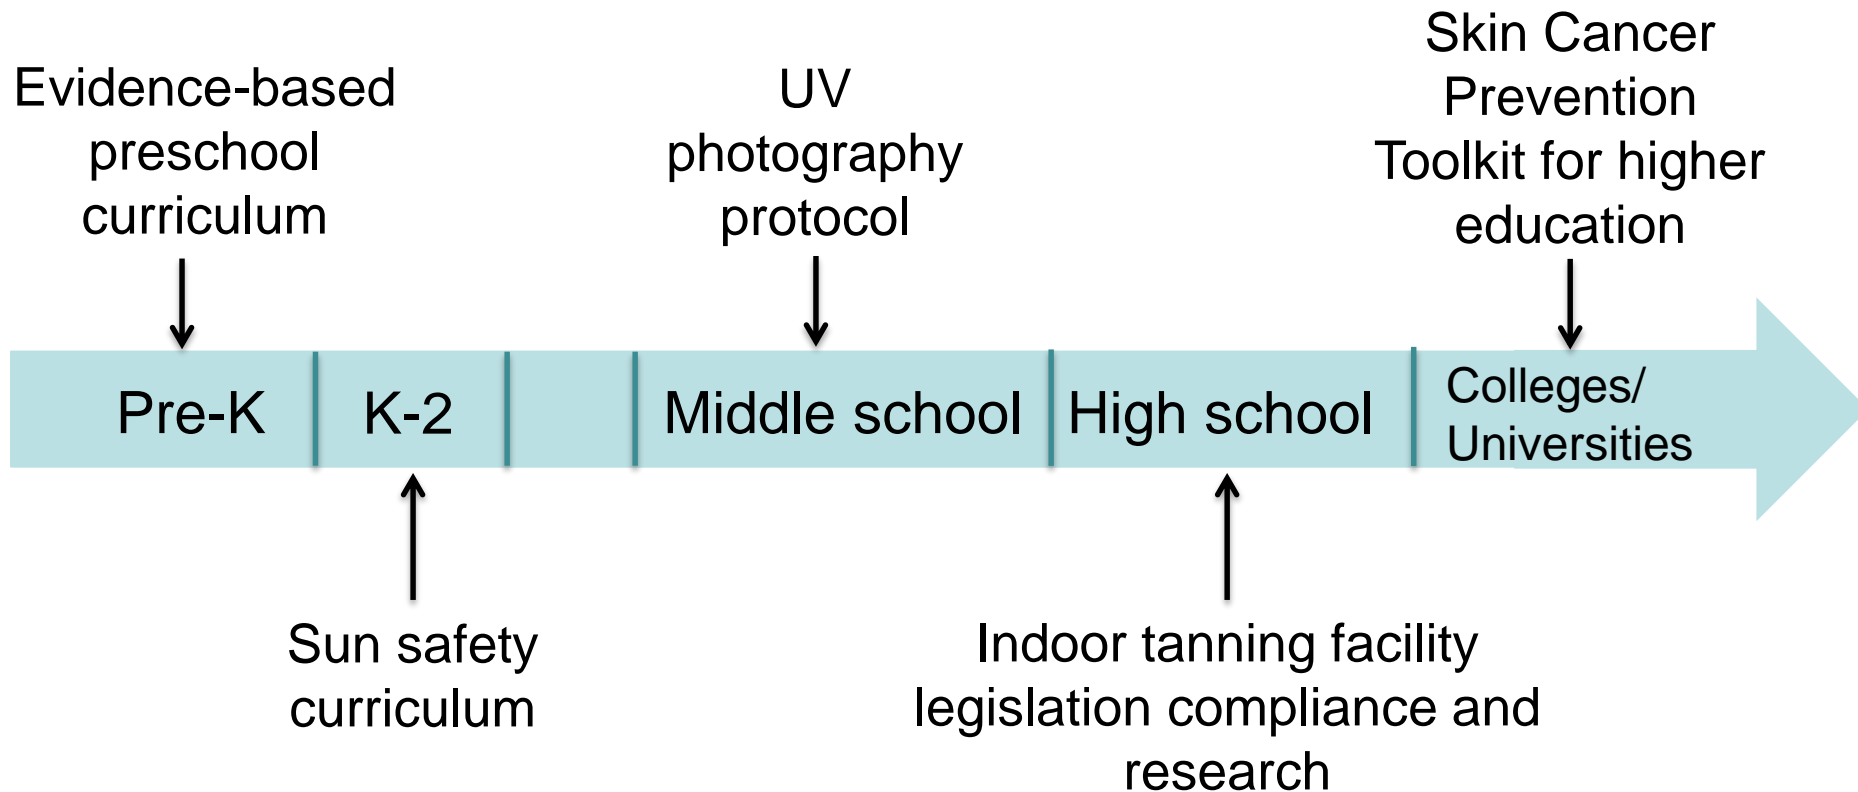 Evidence-based
preschool
curriculum
UV
photography
protocol
Skin Cancer
Prevention
Toolkit for higher
education
Pre-K
K-2
Middle school
High school
Colleges/
Universities
Sun safety
curriculum
Indoor tanning facility
legislation compliance and
research